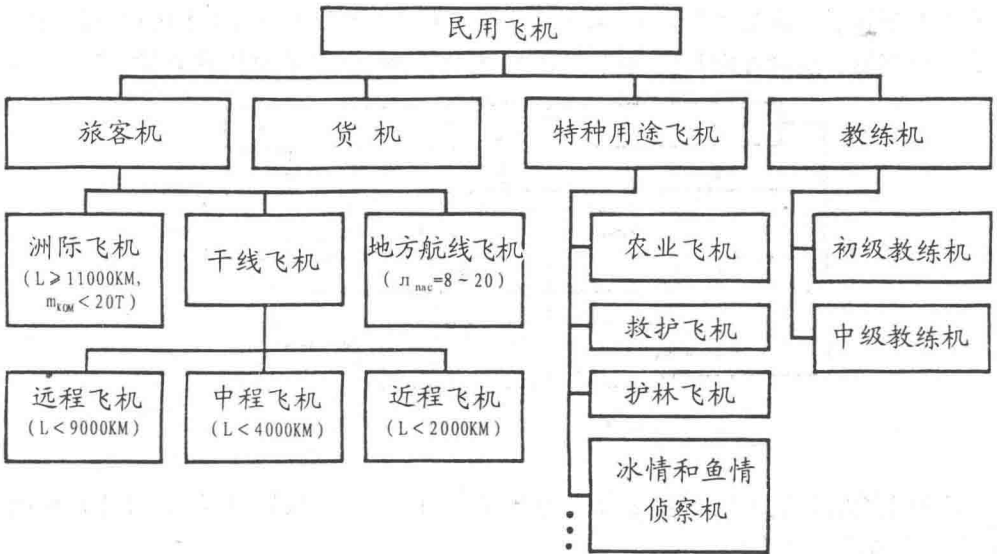 民用飞机
旅客机
货 机
特种用途飞机
教练机
洲际飞机
(L≥11000KM,
mком<20T)
干线飞机
地方航线飞机
( п пас=8~20)
远程飞机
(L<9000KM)
中程飞机
(L<4000KM)
近程飞机
(L<2000KM)
农业飞机
救护飞机
护林飞机
冰情和鱼情
侦察机
初级教练机
中级教练机